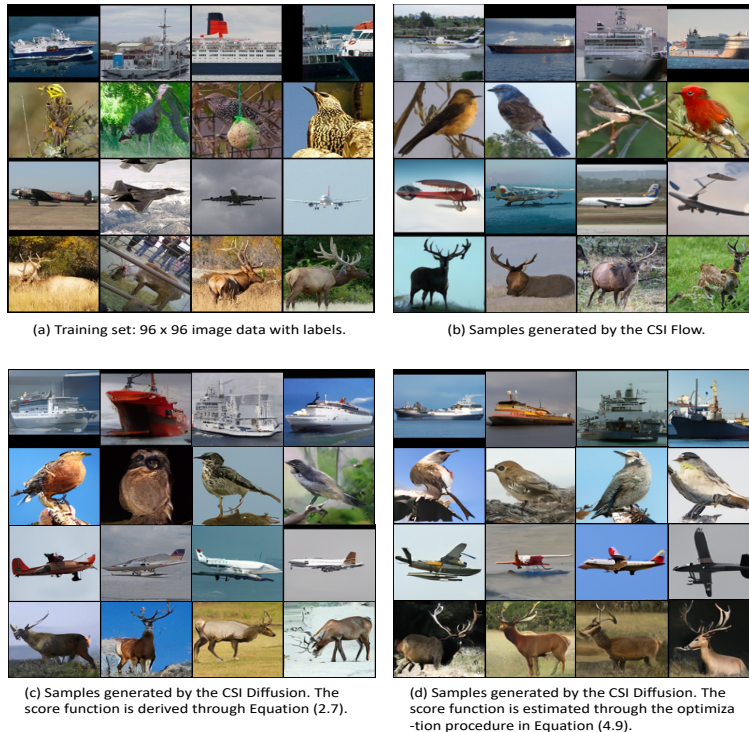 (a) Training set: 96 x 96 image data with labels.
(b) Samples generated by the CSI Flow.
(c) Samples generated by the CSI Diffusion. The
score function is derived through Equation (2.7).
(d) Samples generated by the CSI Diffusion. The
score function is estimated through the optimiza
-tion procedure in Equation (4.9).